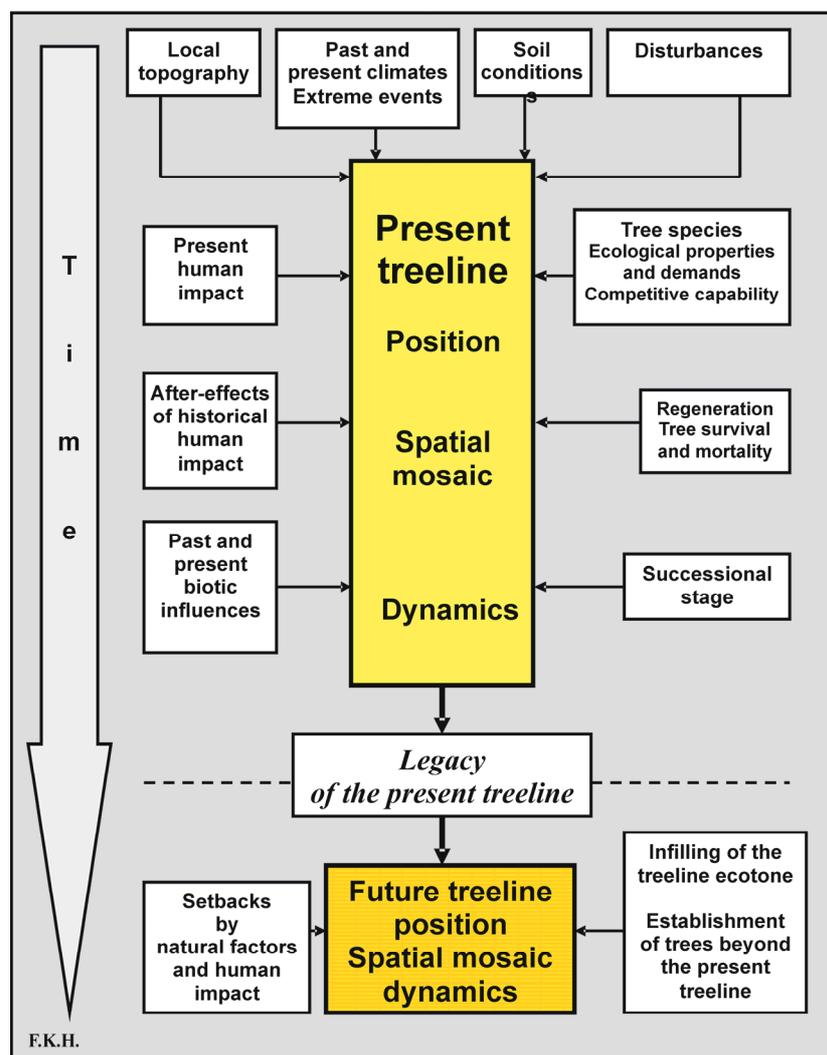 Local
topography
Past and
present climates
Extreme events
Soil
conditions
Disturbances
T
i
m
e
Present
human
impact
After-effects
of historical
human
impact
Past and
present
biotic
influences
Present
treeline
Position
Spatial
mosaic
Dynamics
Tree species
Ecological properties
and demands
Competitive capability
Regeneration
Tree survival
and mortality
Successional
stage
Legacy
of the present treeline
Setbacks
by
natural factors
and human
impact
Future treeline
position
Spatial mosaic
dynamics
Infilling of the
treeline ecotone
Establishment
of trees beyond
the present
treeline
F.K.H.